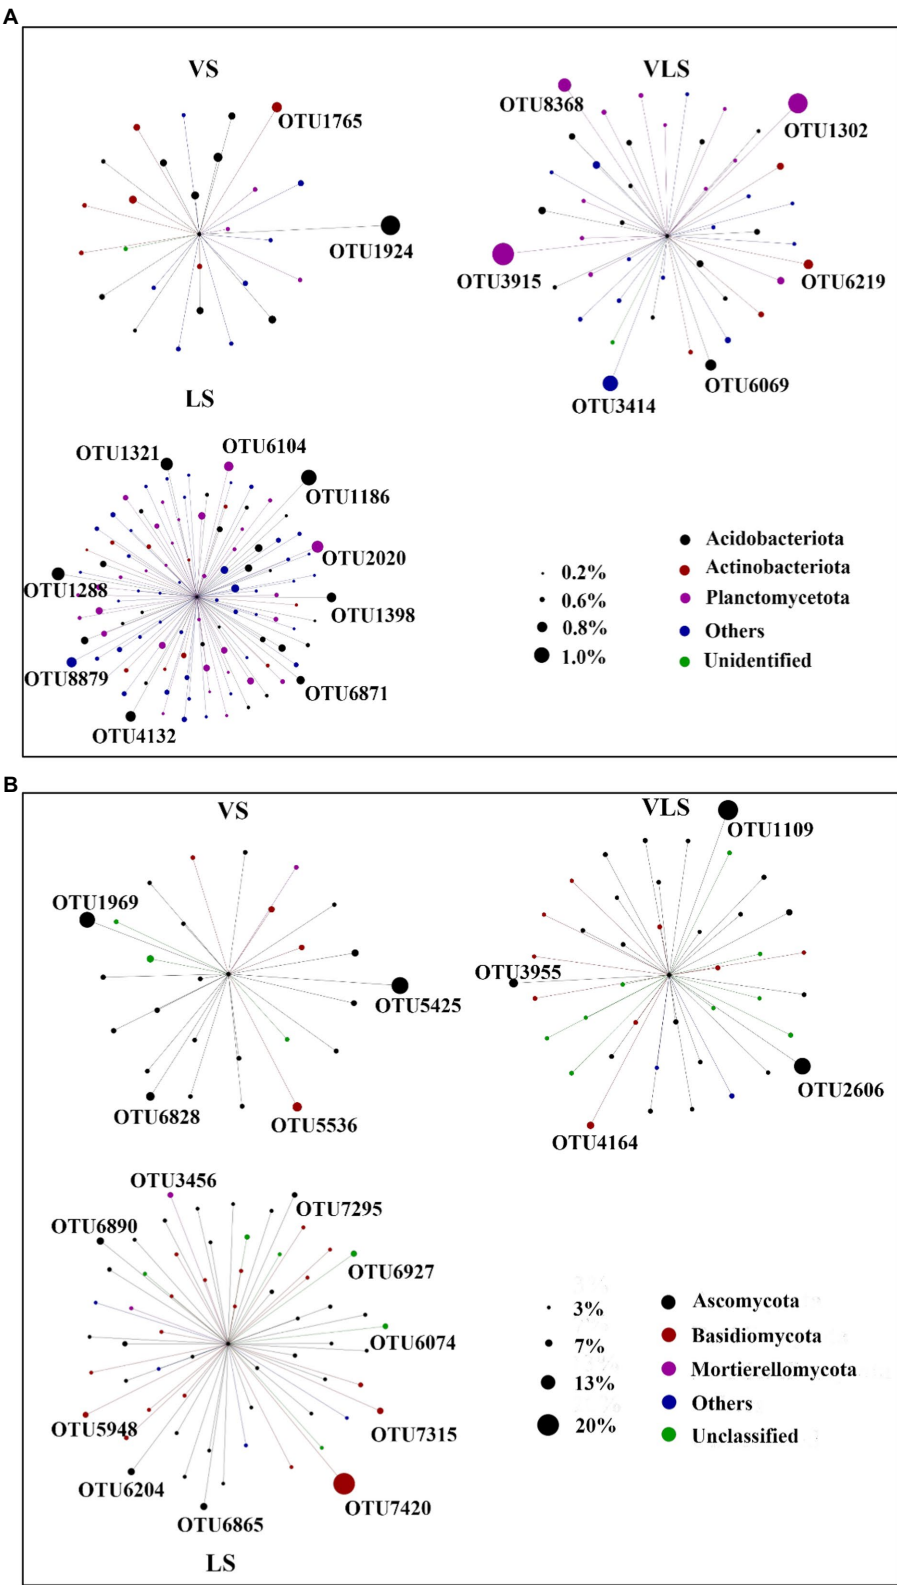 A
VS
VLS
OTU1765
OTU8368
OTU1302
OTU1924
OTU3915
OTU6219
OTU6069
OTU3414
LS
OTU1321
OTU6104
OTU1186
OTU2020
OTU1288
OTU1398
OTU8879
OTU6871
OTU4132
0.2%
0.6%
0.8%
1.0%
Acidobacteriota
Actinobacteriota
Planctomycetota
Others
Unidentified
B
VS
VLS
OTU1109
OTU1969
OTU3955
OTU5425
OTU2606
OTU6828
OTU5536
OTU4164
OTU3456
OTU7295
OTU6890
OTU6927
OTU6074
OTU5948
OTU7315
OTU6204
OTU7420
OTU6865
LS
3%
7%
13%
20%
Ascomycota
Basidiomycota
Mortierellomycota
Others
Unclassified